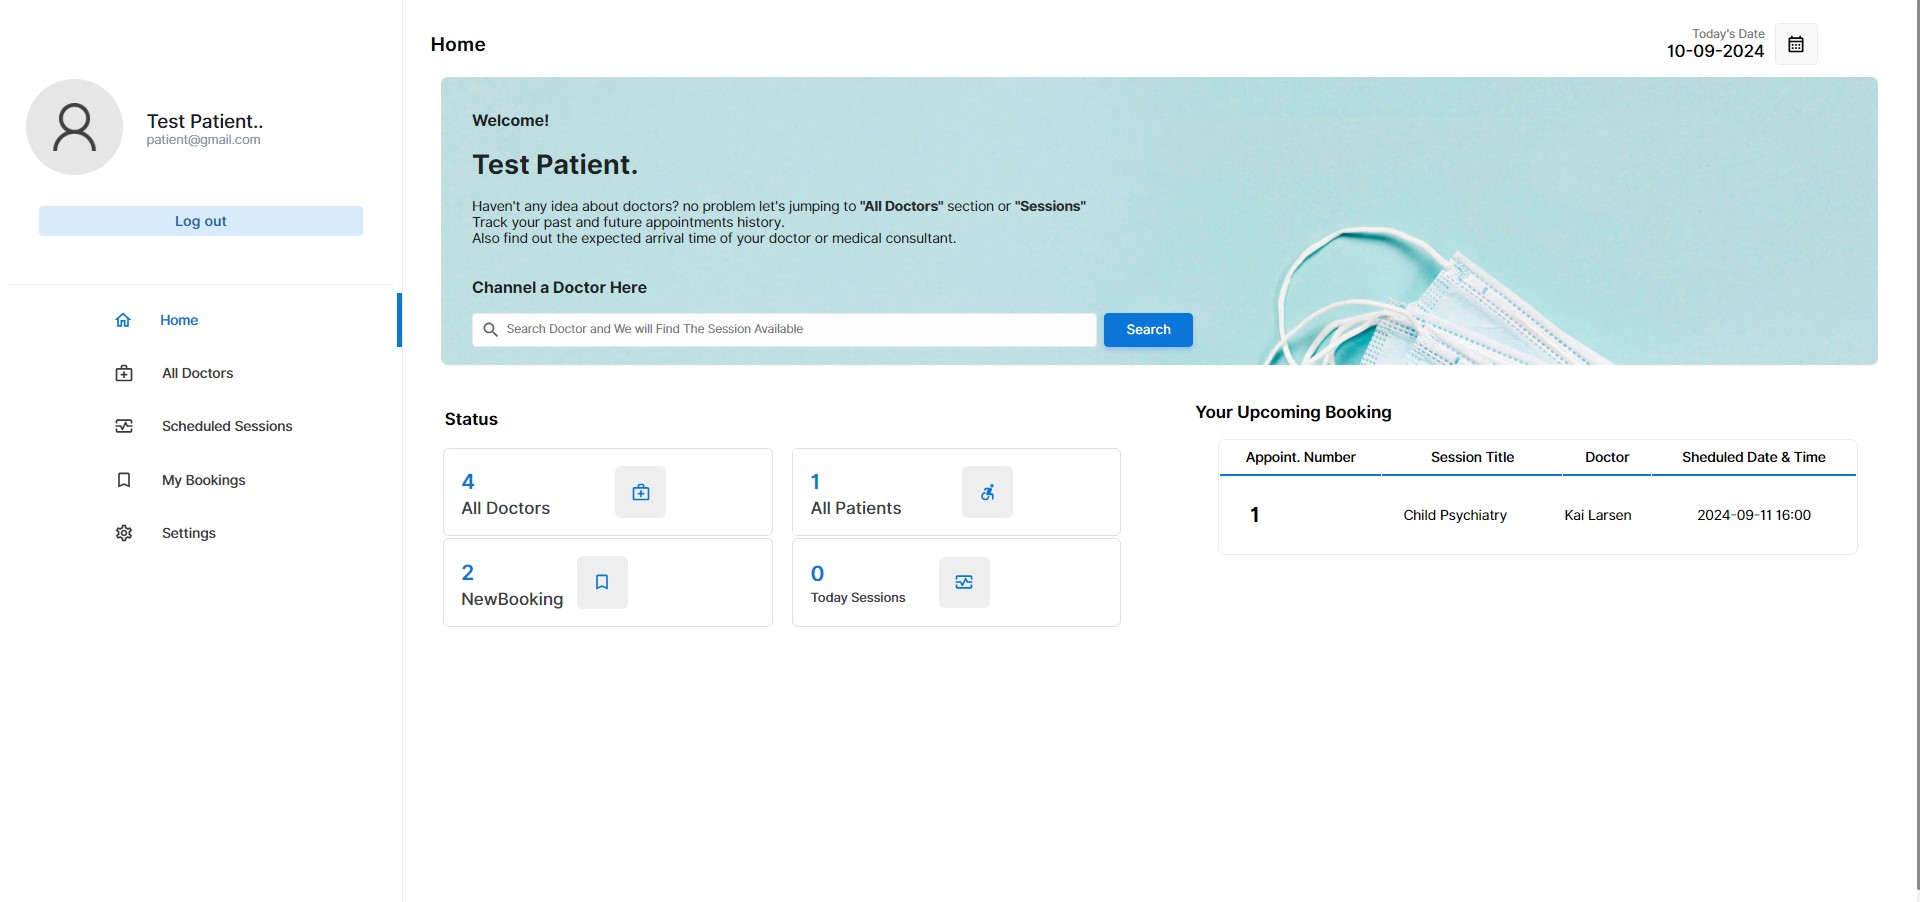 Test Patient..
patient@gmail.com
Log out
Home
All Doctors
Scheduled Sessions
My Bookings
Settings
Home
Today's Date
10-09-2024
Welcome!
Test Patient.
Haven't any idea about doctors? no problem let's jumping to "All Doctors" section or "Sessions"
Track your past and future appointments history.
Also find out the expected arrival time of your doctor or medical consultant.
Channel a Doctor Here
Search Doctor and We will Find The Session Available
Search
Status
4
All Doctors
1
All Patients
2
NewBooking
0
Today Sessions
Your Upcoming Booking
Appoint. Number Session Title Doctor Sheduled Date & Time
1 Child Psychiatry Kai Larsen 2024-09-11 16:00